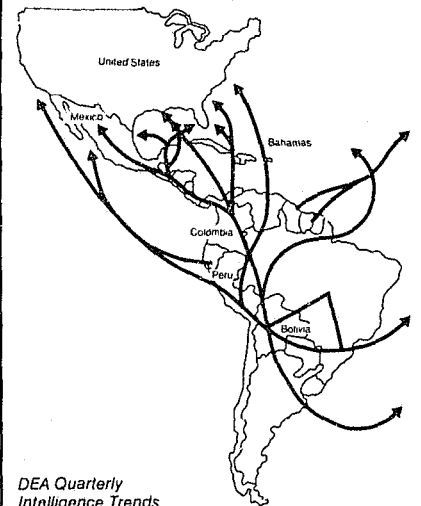 United States
Mexico
Bahamas
Colombia
Peru
Bolivia
DEA Quarterly
Intelligence Trends